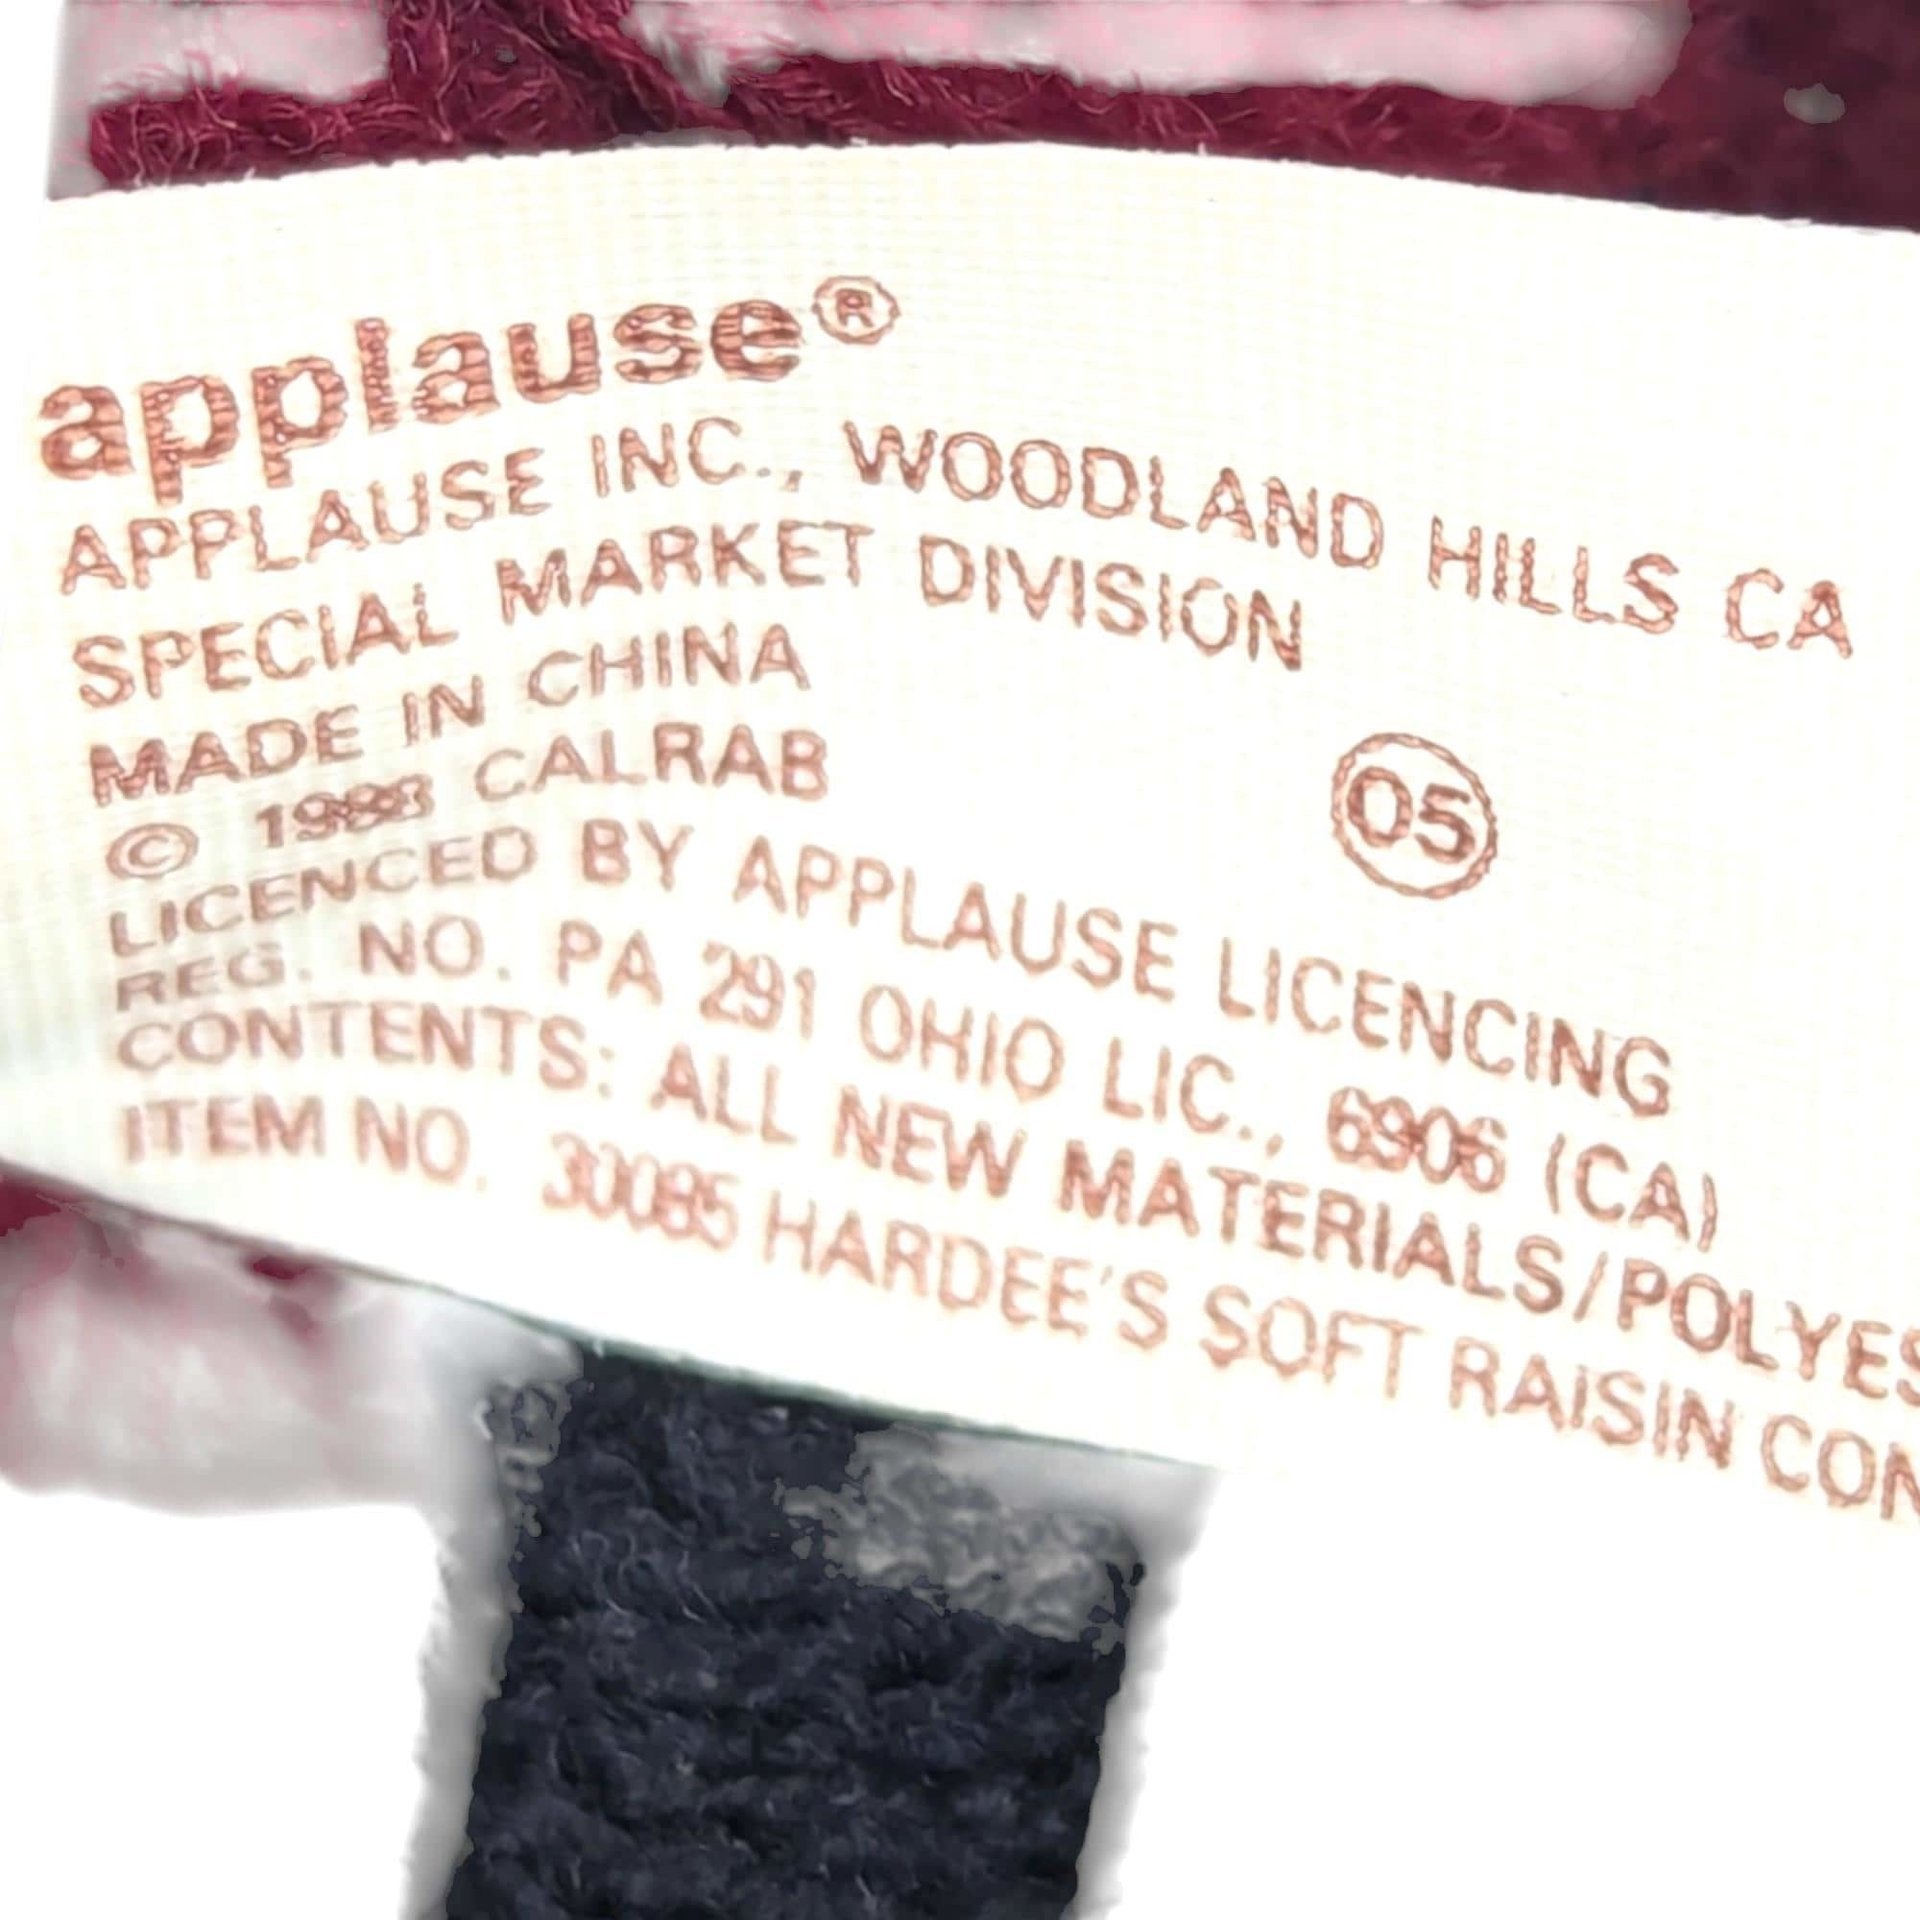 applause®
APPLAUSE INC., WOODLAND HILLS CA
SPECIAL MARKET DIVISION
MADE IN CHINA
© 1988 CALRAB
05
LICENCED BY APPLAUSE LICENCING
REG. NO. PA 291 OHIO LIC., 6906 (CA)
CONTENTS: ALL NEW MATERIALS/POLYES
ITEM NO. 30085 HARDEE'S SOFT RAISIN CON